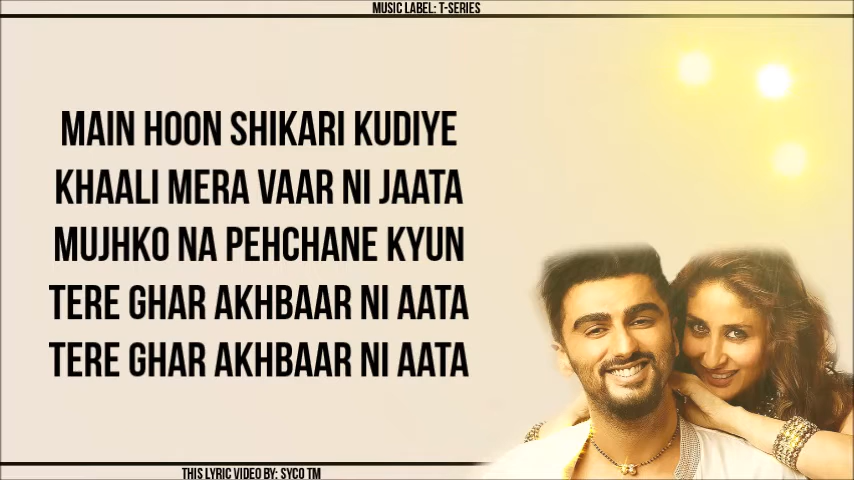 MUSIC LABEL: T-SERIES
MAIN HOON SHIKARI KUDIYE
KHAALI MERA VAAR NI JAATA
MUJHKO NA PEHCHANE KYUN
TERE GHAR AKHBAAR NI AATA
TERE GHAR AKHBAAR NI AATA
THIS LYRIC VIDEO BY: SYCO TM